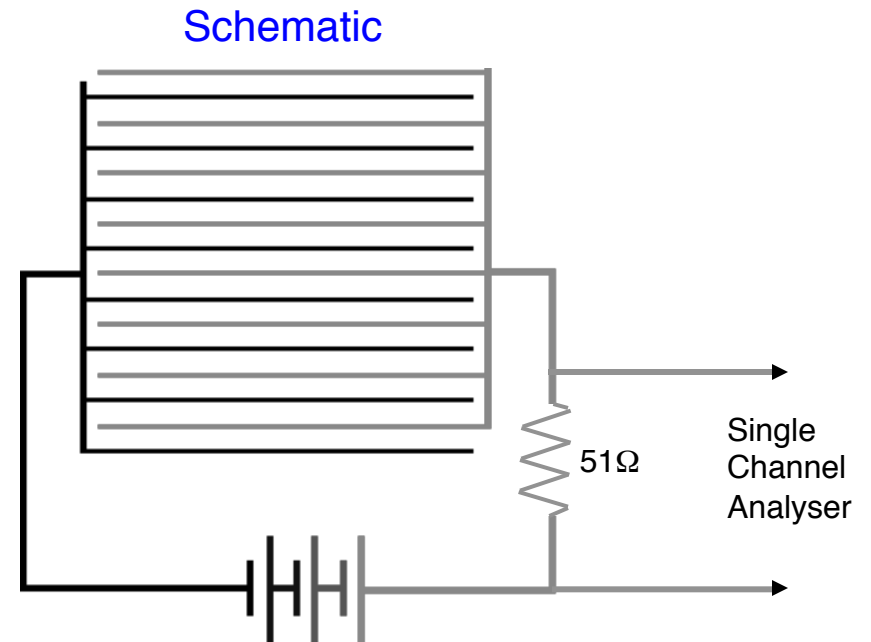 Schematic
51Ω
Single
Channel
Analyser